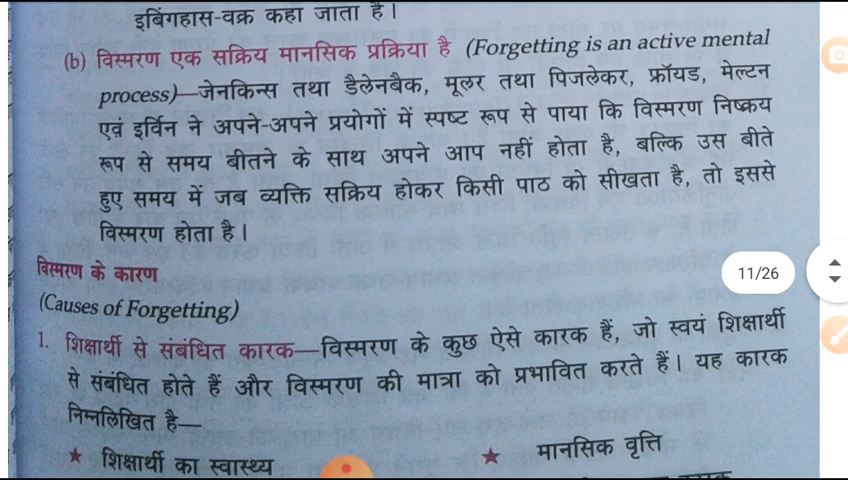 इबिंगहास-वक्र कहा जाता है।
(b) विस्मरण एक सक्रिय मानसिक प्रक्रिया है (Forgetting is an active mental
process)—जेनकिन्स तथा डैलेनबैक, मूलर तथा पिजलेकर, फ्रॉयड, मेल्टन
एवं इर्विन ने अपने-अपने प्रयोगों में स्पष्ट रूप से पाया कि विस्मरण निष्क्रय
रूप से समय बीतने के साथ अपने आप नहीं होता है, बल्कि उस बीते
हुए समय में जब व्यक्ति सक्रिय होकर किसी पाठ को सीखता है, तो इससे
विस्मरण होता है।
विस्मरण के कारण
11/26
(Causes of Forgetting)
1. शिक्षार्थी से संबंधित कारक—विस्मरण के कुछ ऐसे कारक हैं, जो स्वयं शिक्षार्थी
से संबंधित होते हैं और विस्मरण की मात्रा को प्रभावित करते हैं। यह कारक
निम्नलिखित है—
★ शिक्षार्थी का स्वास्थ्य ★ मानसिक वृत्ति